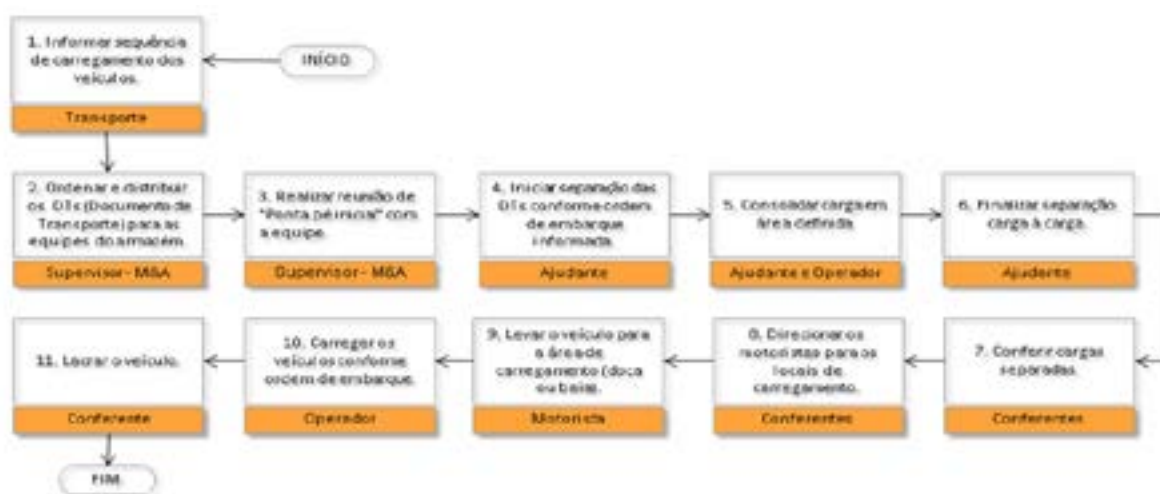 INÍCIO
1. Informar sequência
de carregamento dos
veículos.
Transporte
2. Ordenar e distribuir
os DTs (Documento de
Transporte) para as
equipes do armazém.
Supervisor - M&A
3. Realizar reunião de
"Ponta pé inicial" com
a equipe.
Supervisor - M&A
4. Iniciar separação das
DTs conforme ordem
de embarque
informada.
Ajudante
5. Consolidar carga em
área definida.
Ajudante e Operador
6. Finalizar separação
carga à carga.
Ajudante
7. Conferir cargas
separadas.
Conferentes
8. Direcionar os
motoristas para os
locais de
carregamento.
Conferentes
9. Levar o veículo para
a área de
carregamento (doca
ou baia).
Motorista
10. Carregar os
veículos conforme
ordem de embarque.
Operador
11. Lacrar o veículo.
Conferente
FIM